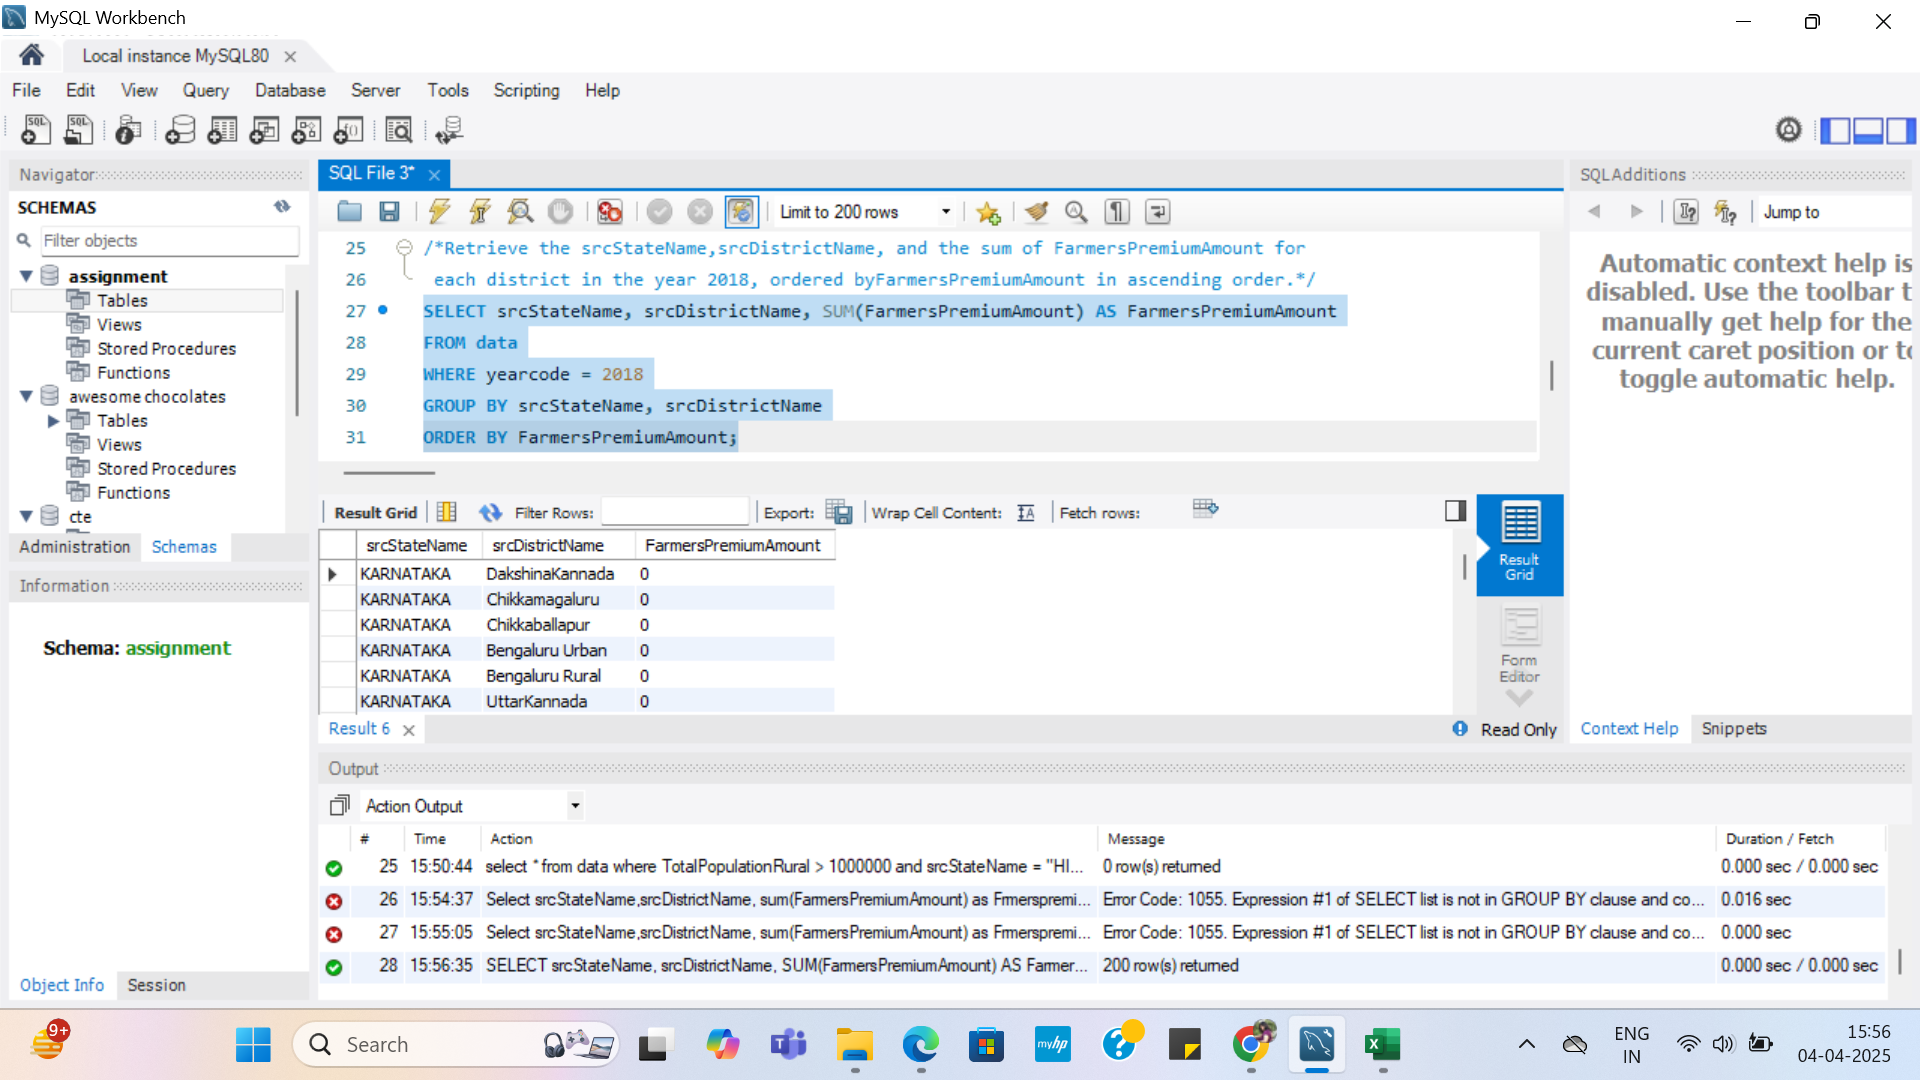 MySQL Workbench
Local instance MySQL80
File Edit View Query Database Server Tools Scripting Help
Navigator
SCHEMAS
Filter objects
assignment
Tables
Views
Stored Procedures
Functions
awesome chocolates
Tables
Views
Stored Procedures
Functions
cte
Administration Schemas
Information
Schema: assignment
Object Info Session
SQL File 3*
Limit to 200 rows
25 /*Retrieve the srcStateName,srcDistrictName, and the sum of FarmersPremiumAmount for
26 each district in the year 2018, ordered byFarmersPremiumAmount in ascending order.*/
27 SELECT srcStateName, srcDistrictName, SUM(FarmersPremiumAmount) AS FarmersPremiumAmount
28 FROM data
29 WHERE yearcode = 2018
30 GROUP BY srcStateName, srcDistrictName
31 ORDER BY FarmersPremiumAmount;
Result Grid Filter Rows: Export: Wrap Cell Content: Fetch rows:
srcStateName srcDistrictName FarmersPremiumAmount
KARNATAKA DakshinaKannada 0
KARNATAKA Chikkamagaluru 0
KARNATAKA Chikkaballapur 0
KARNATAKA Bengaluru Urban 0
KARNATAKA Bengaluru Rural 0
KARNATAKA UttarKannada 0
Result
Grid
Form
Editor
Result 6
Read Only
SQLAdditions
Jump to
Automatic context help is
disabled. Use the toolbar t
manually get help for the
current caret position or to
toggle automatic help.
Context Help Snippets
Output
Action Output
# Time Action Message Duration / Fetch
25 15:50:44 select * from data where TotalPopulationRural > 1000000 and srcStateName = "HI... 0 row(s) returned 0.000 sec / 0.000 sec
26 15:54:37 Select srcStateName,srcDistrictName, sum(FarmersPremiumAmount) as Fmerspremi... Error Code: 1055. Expression #1 of SELECT list is not in GROUP BY clause and co... 0.016 sec
27 15:55:05 Select srcStateName,srcDistrictName, sum(FarmersPremiumAmount) as Fmerspremi... Error Code: 1055. Expression #1 of SELECT list is not in GROUP BY clause and co... 0.000 sec
28 15:56:35 SELECT srcStateName, srcDistrictName, SUM(FarmersPremiumAmount) AS Farmer... 200 row(s) returned 0.000 sec / 0.000 sec
9+
Search
myhp
ENG
IN
15:56
04-04-2025